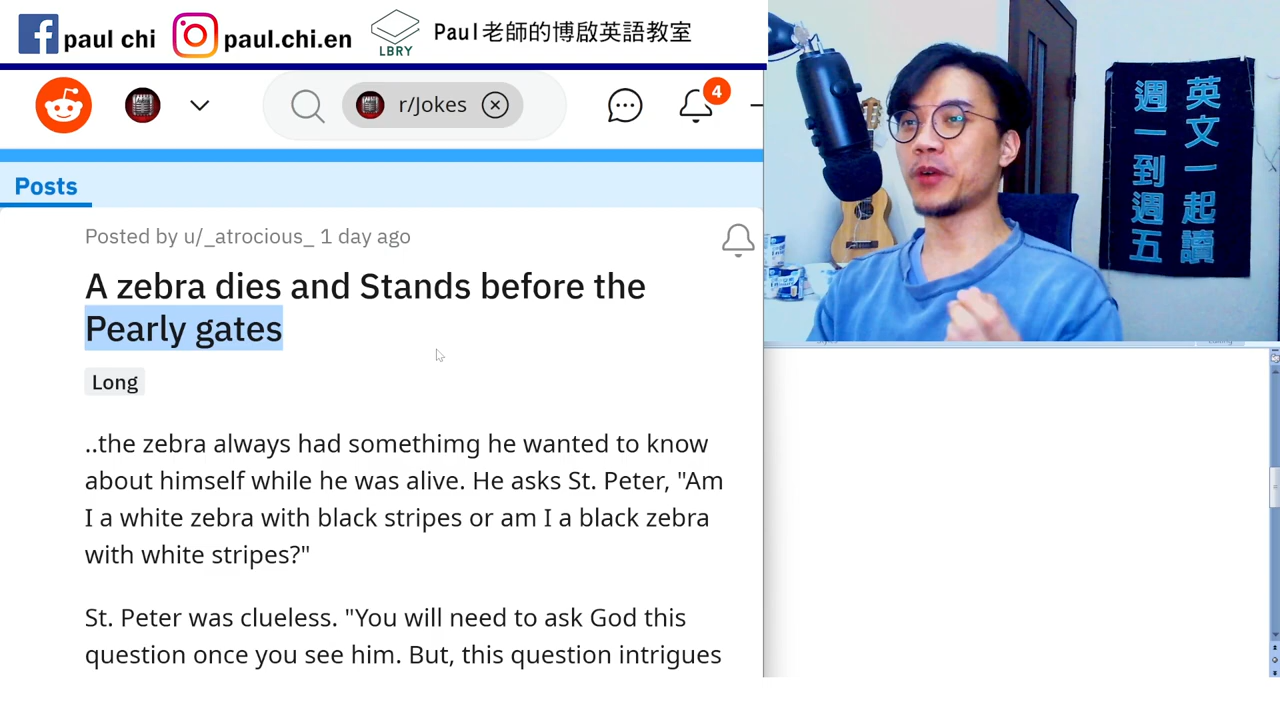 paul chi
paul.chi.en
LBRY
Paul老師的博啟英語教室
r/Jokes
4
Posts
Posted by u/_atrocious_ 1 day ago
A zebra dies and Stands before the
Pearly gates
Long
..the zebra always had somethimg he wanted to know
about himself while he was alive. He asks St. Peter, "Am
I a white zebra with black stripes or am I a black zebra
with white stripes?"
St. Peter was clueless. "You will need to ask God this
question once you see him. But, this question intrigues
英文一起讀
週一到週五